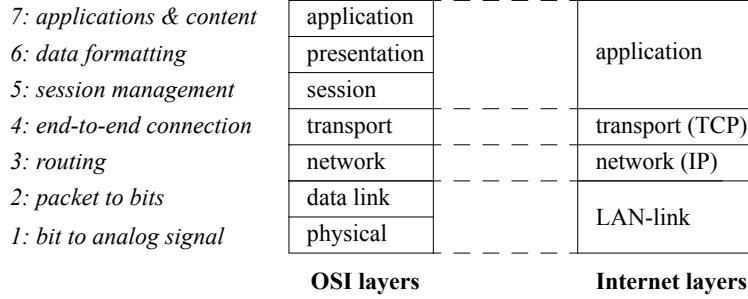 7: applications & content application
6: data formatting presentation application
5: session management session
4: end-to-end connection transport transport (TCP)
3: routing network network (IP)
2: packet to bits data link
LAN-link
1: bit to analog signal physical
OSI layers Internet layers